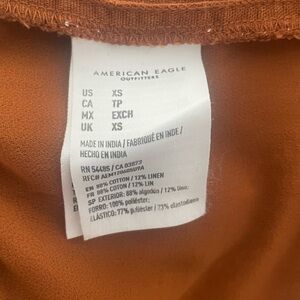 AMERICAN EAGLE
OUTFITTERS
US XS
CA TP
MX EXCH
UK XS
MADE IN INDIA / FABRIQUÉ EN INDE /
HECHO EN INDIA
RN 54485 / CA 03873
EN 88% COTTON / 12% LINEN
FR 88% COTON / 12% LIN
SP EXTERIOR: 88% algodon / 12% lino;
FORRO: 100% poliéster;
ELÁSTICO: 77% poliéster / 23% elastodieno